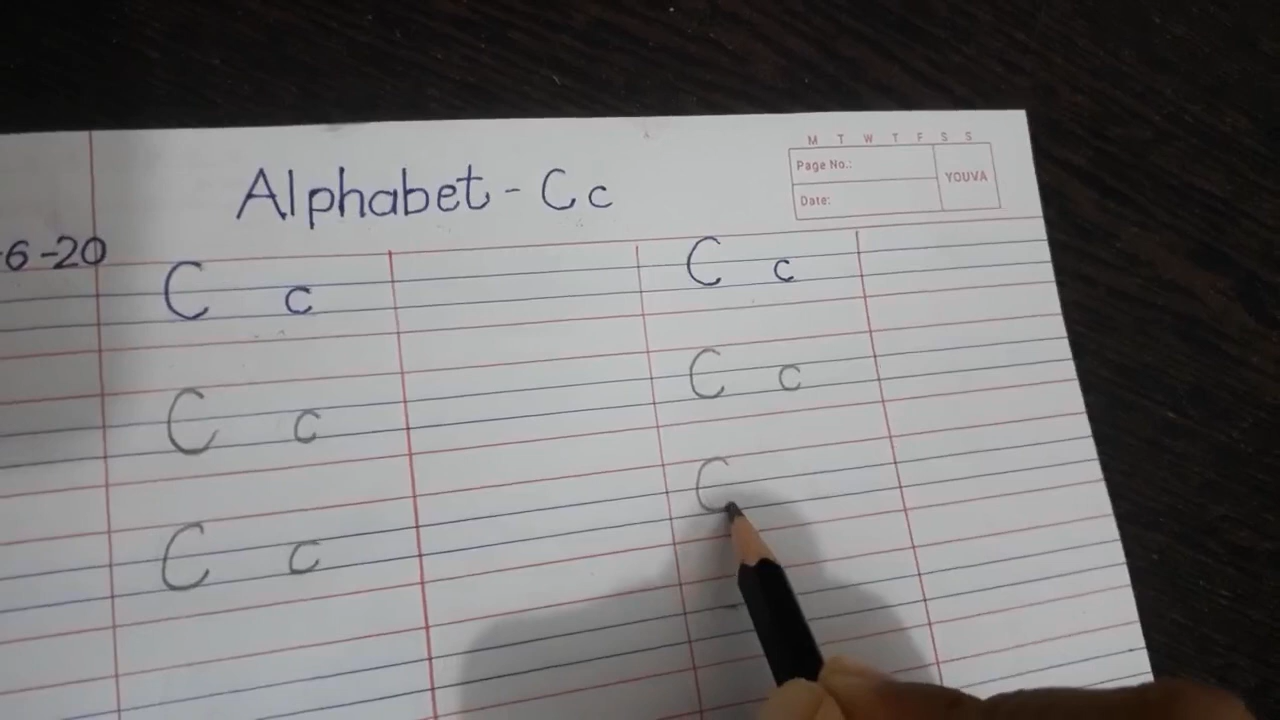 M T W T F S S
Page No.:
YOUVA
Date:
Alphabet - Cc
6-20
C c C c
C c C c
C c C